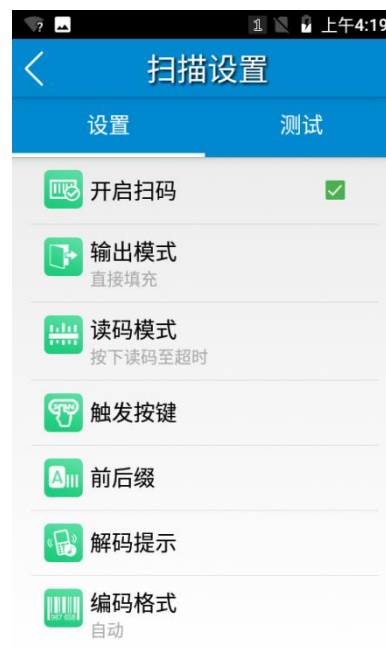 上午4:19
扫描设置
设置
测试
开启扫码
输出模式
直接填充
读码模式
按下读码至超时
触发按键
前后缀
解码提示
编码格式
自动